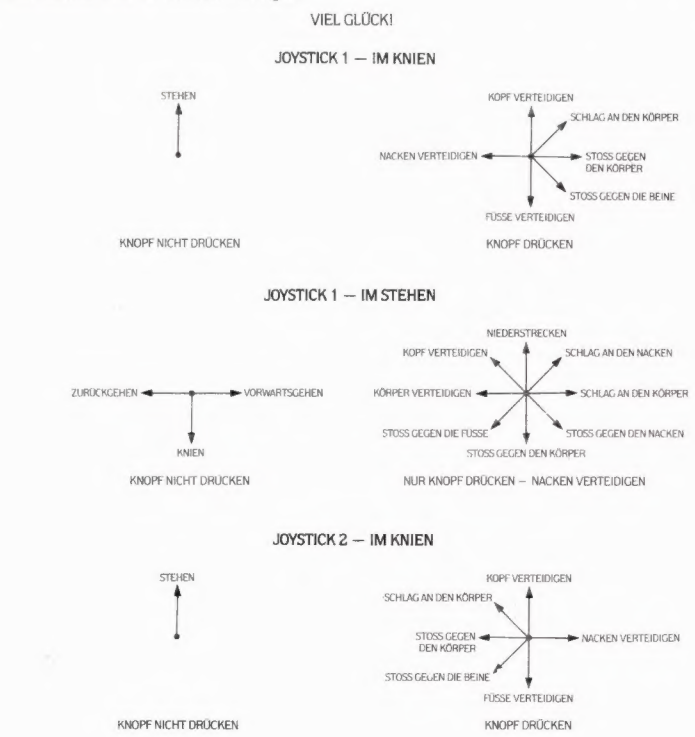 VIEL GLÜCK!
JOYSTICK 1 — IM KNIEN
STEHEN
KNOPF NICHT DRÜCKEN
KOPF VERTEIDIGEN
SCHLAG AN DEN KÖRPER
NACKEN VERTEIDIGEN
STOSS GEGEN
DEN KÖRPER
STOSS GEGEN DIE BEINE
FÜSSE VERTEIDIGEN
KNOPF DRÜCKEN
JOYSTICK 1 — IM STEHEN
ZURÜCKGEHEN
VORWARTSGEHEN
KNIEN
KNOPF NICHT DRÜCKEN
NIEDERSTRECKEN
KOPF VERTEIDIGEN
SCHLAG AN DEN NACKEN
KÖRPER VERTEIDIGEN
SCHLAG AN DEN KÖRPER
STOSS GEGEN DIE FÜSSE
STOSS GEGEN DEN NACKEN
STOSS GEGEN DEN KÖRPER
NUR KNOPF DRÜCKEN – NACKEN VERTEIDIGEN
JOYSTICK 2 — IM KNIEN
STEHEN
KNOPF NICHT DRÜCKEN
KOPF VERTEIDIGEN
SCHLAG AN DEN KÖRPER
STOSS GEGEN
DEN KÖRPER
NACKEN VERTEIDIGEN
STOSS GEGEN DIE BEINE
FÜSSE VERTEIDIGEN
KNOPF DRÜCKEN